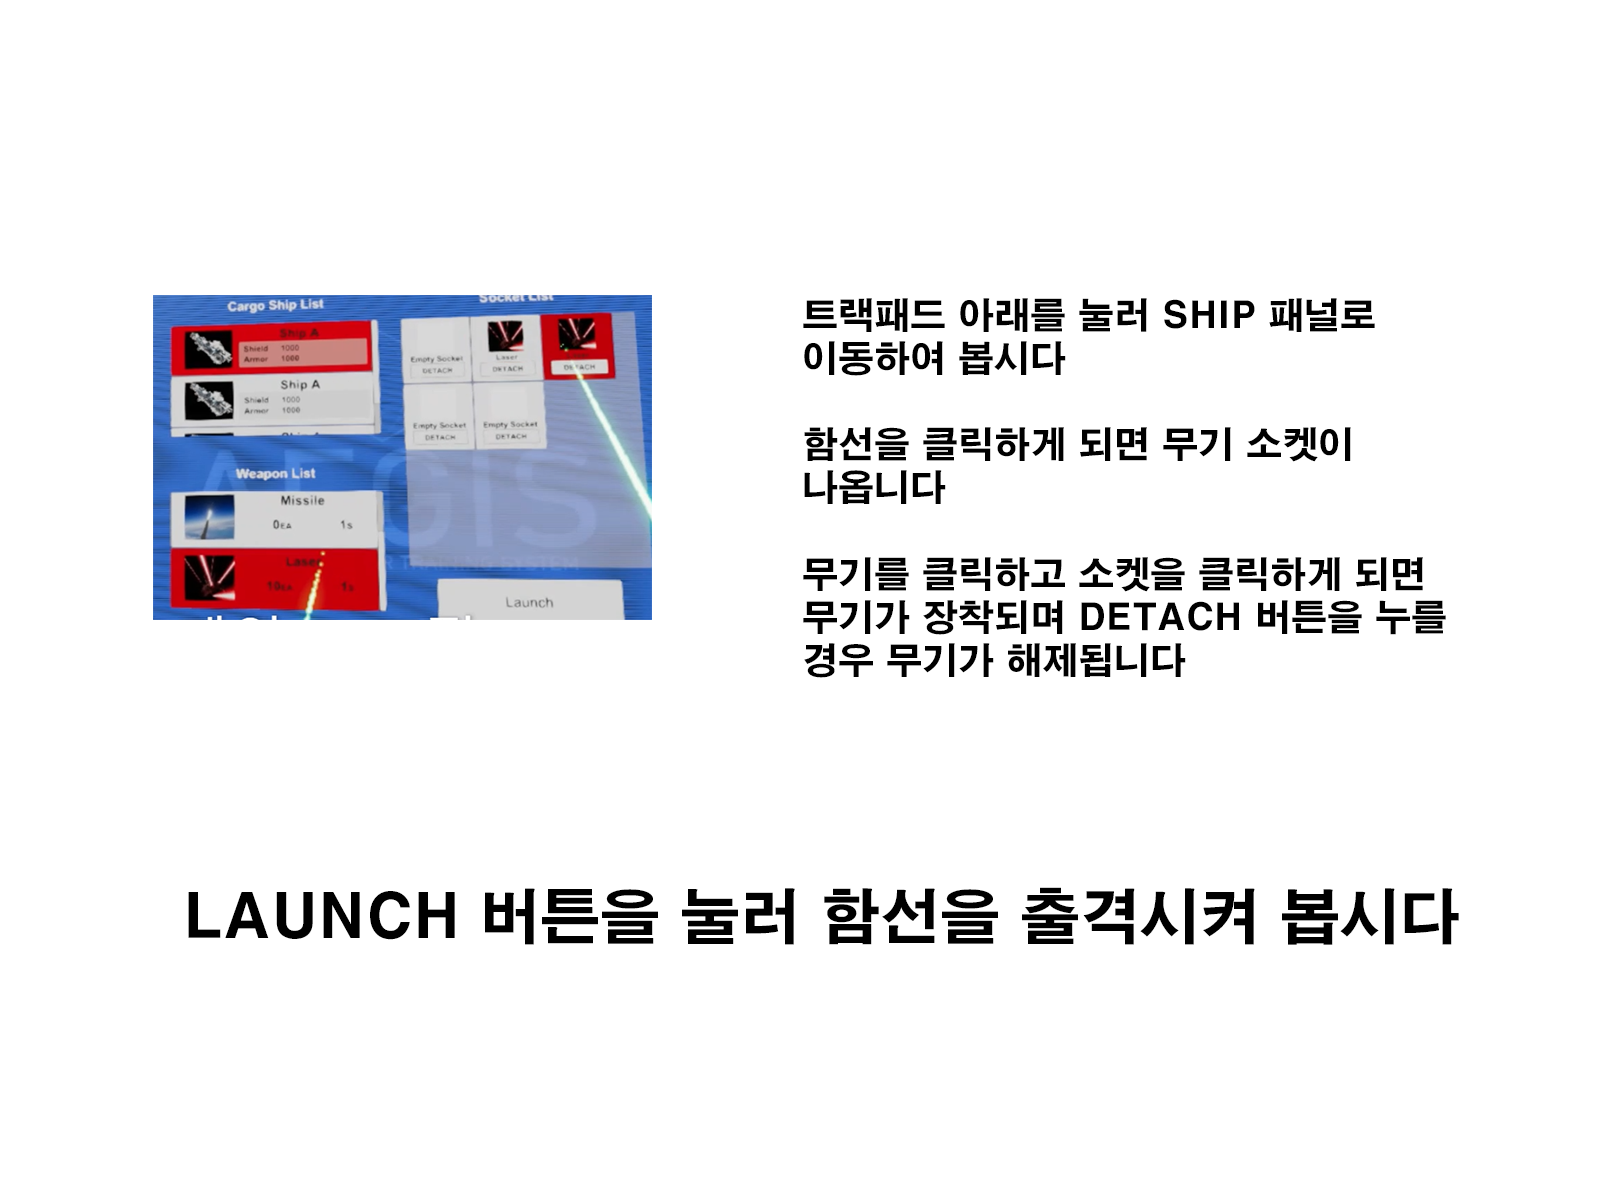 Cargo Ship List
Ship A
Shield 1000
Armor 1000
Ship A
Shield 1000
Armor 1000
Weapon List
Missile
0EA 1S
Laser
10EA 1s
Socket List
Empty Socket
DETACH
Laser
DETACH
DETACH
Empty Socket
DETACH
Empty Socket
DETACH
AEGIS
Launch
트랙패드 아래를 눌러 SHIP 패널로
이동하여 봅시다
함선을 클릭하게 되면 무기 소켓이
나옵니다
무기를 클릭하고 소켓을 클릭하게 되면
무기가 장착되며 DETACH 버튼을 누를
경우 무기가 해제됩니다
LAUNCH 버튼을 눌러 함선을 출격시켜 봅시다